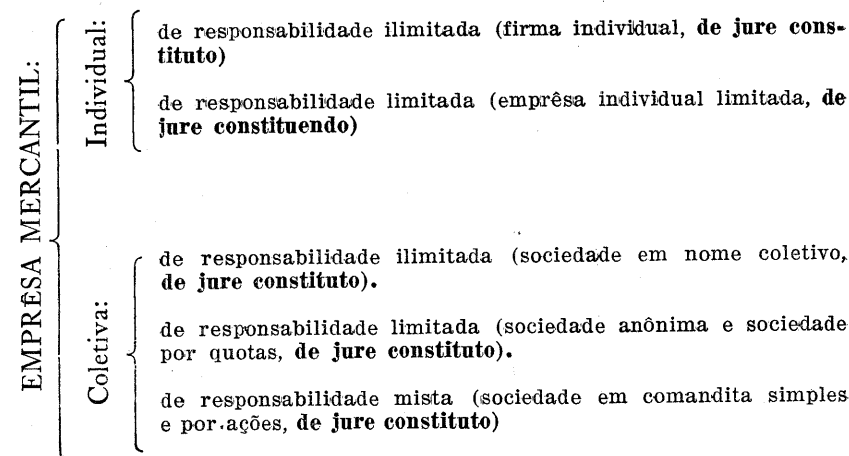 EMPRÊSA MERCANTIL:
Individual:
de responsabilidade ilimitada (firma individual, de jure cons-
tituto)
de responsabilidade limitada (emprêsa individual limitada, de
jure constituendo)
Coletiva:
de responsabilidade ilimitada (sociedade em nome coletivo,
de jure constituto).
de responsabilidade limitada (sociedade anônima e sociedade
por quotas, de jure constituto).
de responsabilidade mista (sociedade em comandita simples
e por ações, de jure constituto)